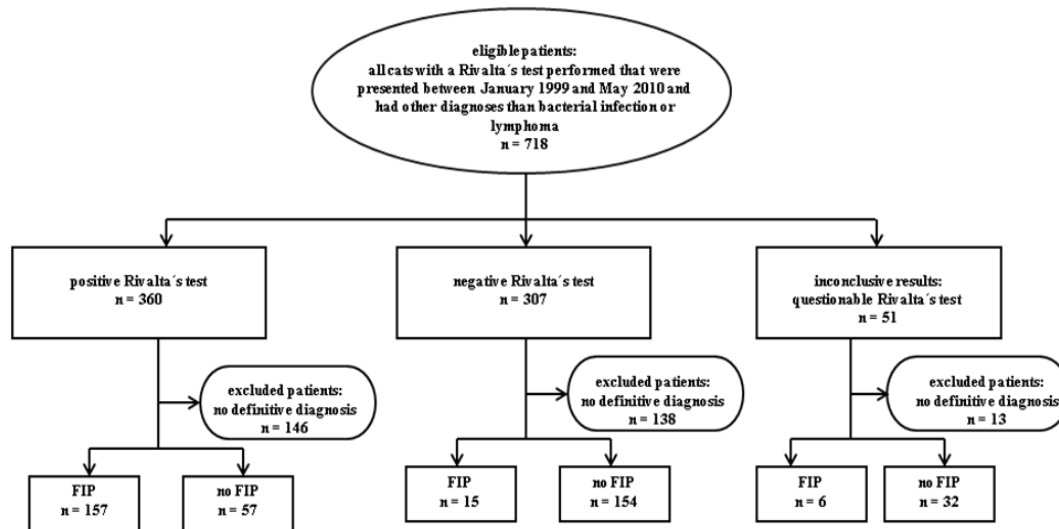 eligible patients:
all cats with a Rivalta´s test performed that were
presented between January 1999 and May 2010 and
had other diagnoses than bacterial infection or
lymphoma
n = 718
positive Rivalta´s test
n = 360
negative Rivalta´s test
n = 307
inconclusive results:
questionable Rivalta´s test
n = 51
excluded patients:
no definitive diagnosis
n = 146
excluded patients:
no definitive diagnosis
n = 138
excluded patients:
no definitive diagnosis
n = 13
FIP
n = 157
no FIP
n = 57
FIP
n = 15
no FIP
n = 154
FIP
n = 6
no FIP
n = 32